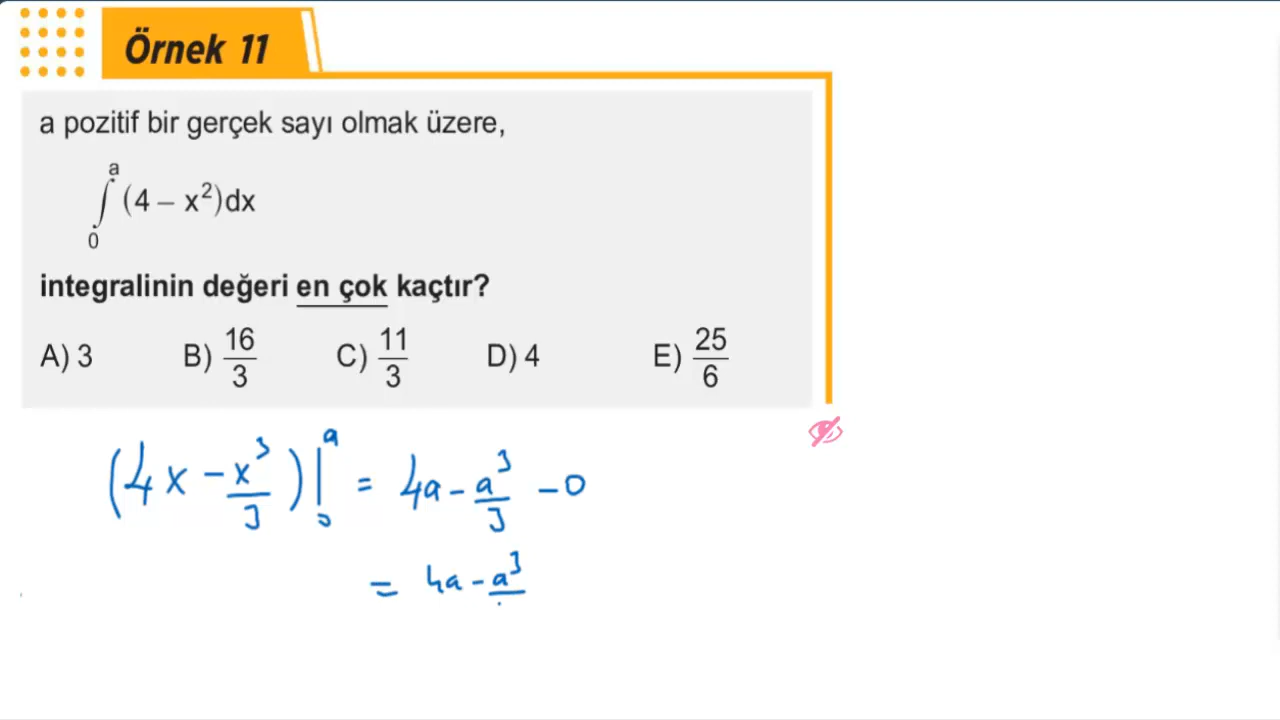 Örnek 11
a pozitif bir gerçek sayı olmak üzere,
∫₀ᵃ (4 – x²)dx
integralinin değeri en çok kaçtır?
A) 3 B) 16/3 C) 11/3 D) 4 E) 25/6
(4x – x³/3)|₀ᵃ = 4a – a³/3 – 0
= 4a – a³